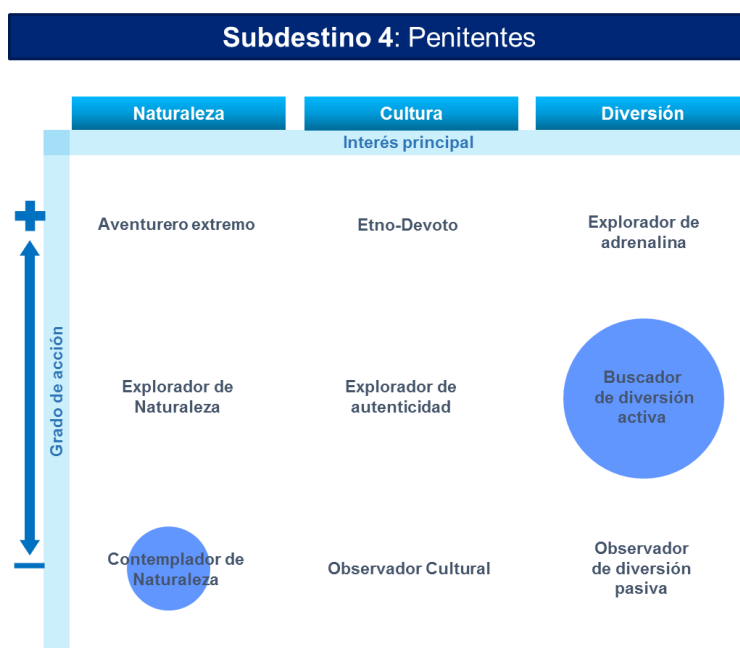 Subdestino 4: Penitentes
Naturaleza
Cultura
Diversión
Interés principal
Grado de acción
Aventurero extremo
Etno-Devoto
Explorador de
adrenalina
Explorador de
Naturaleza
Explorador de
autenticidad
Buscador
de diversión
activa
Contemplador de
Naturaleza
Observador Cultural
Observador
de diversión
pasiva